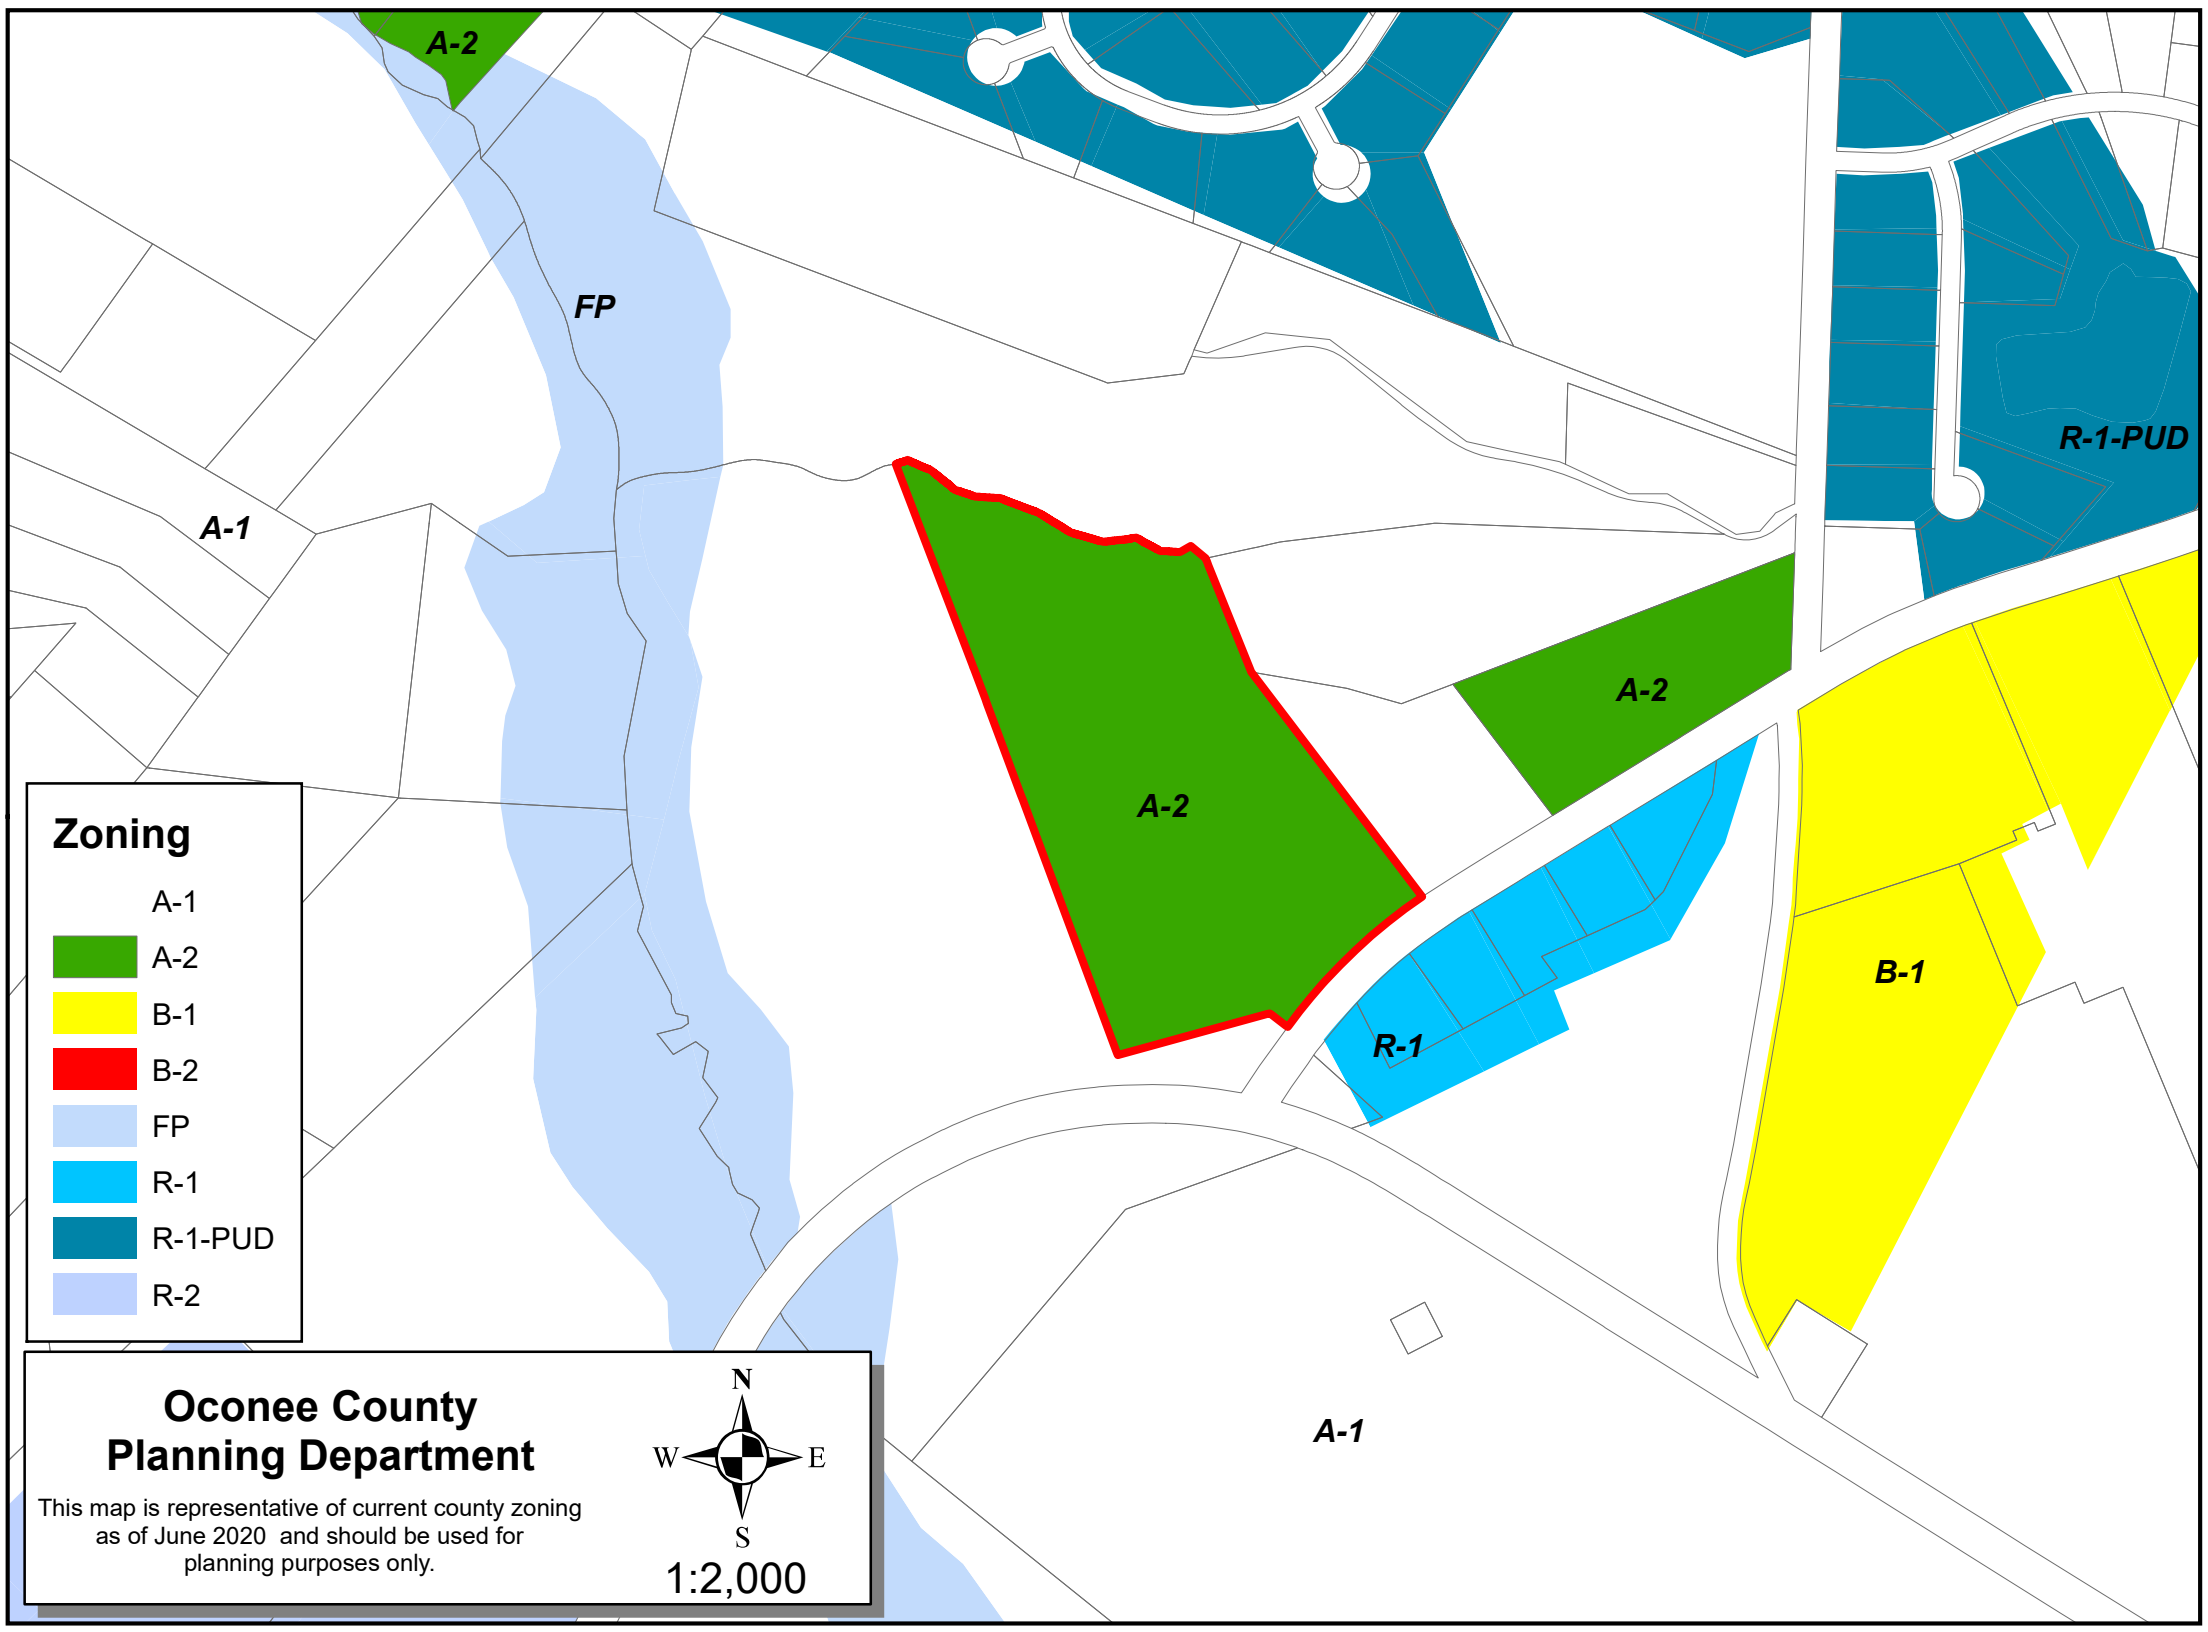 A-2
FP
R-1-PUD
A-1
A-2
A-2
B-1
R-1
A-1
Zoning
A-1
A-2
B-1
B-2
FP
R-1
R-1-PUD
R-2
Oconee County
Planning Department
This map is representative of current county zoning
as of June 2020 and should be used for
planning purposes only.
N
W E
S
1:2,000